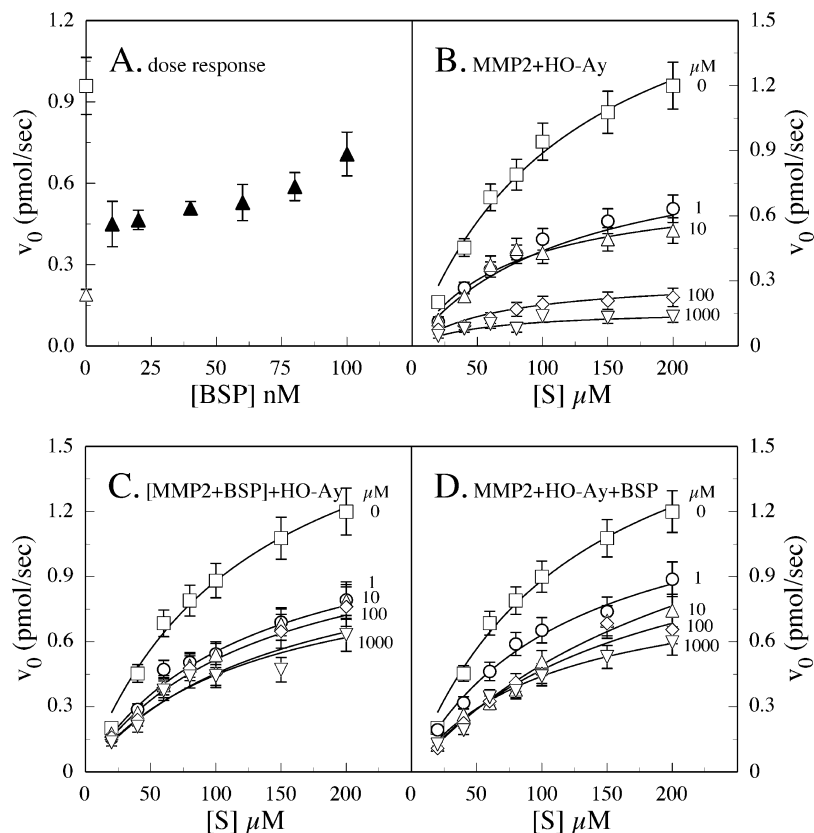 A. dose response
1.2
0.9
0.6
0.3
0.0
v0 (pmol/sec)
0 25 50 75 100
[BSP] nM
B. MMP2+HO-Ay
µM
0
1
10
100
1000
1.5
1.2
0.9
0.6
0.3
0
v0 (pmol/sec)
0 50 100 150 200
[S] µM
C. [MMP2+BSP]+HO-Ay
µM
0
1
10
100
1000
1.5
1.2
0.9
0.6
0.3
0
v0 (pmol/sec)
0 50 100 150 200
[S] µM
D. MMP2+HO-Ay+BSP
µM
0
1
10
100
1000
1.5
1.2
0.9
0.6
0.3
0
v0 (pmol/sec)
0 50 100 150 200
[S] µM